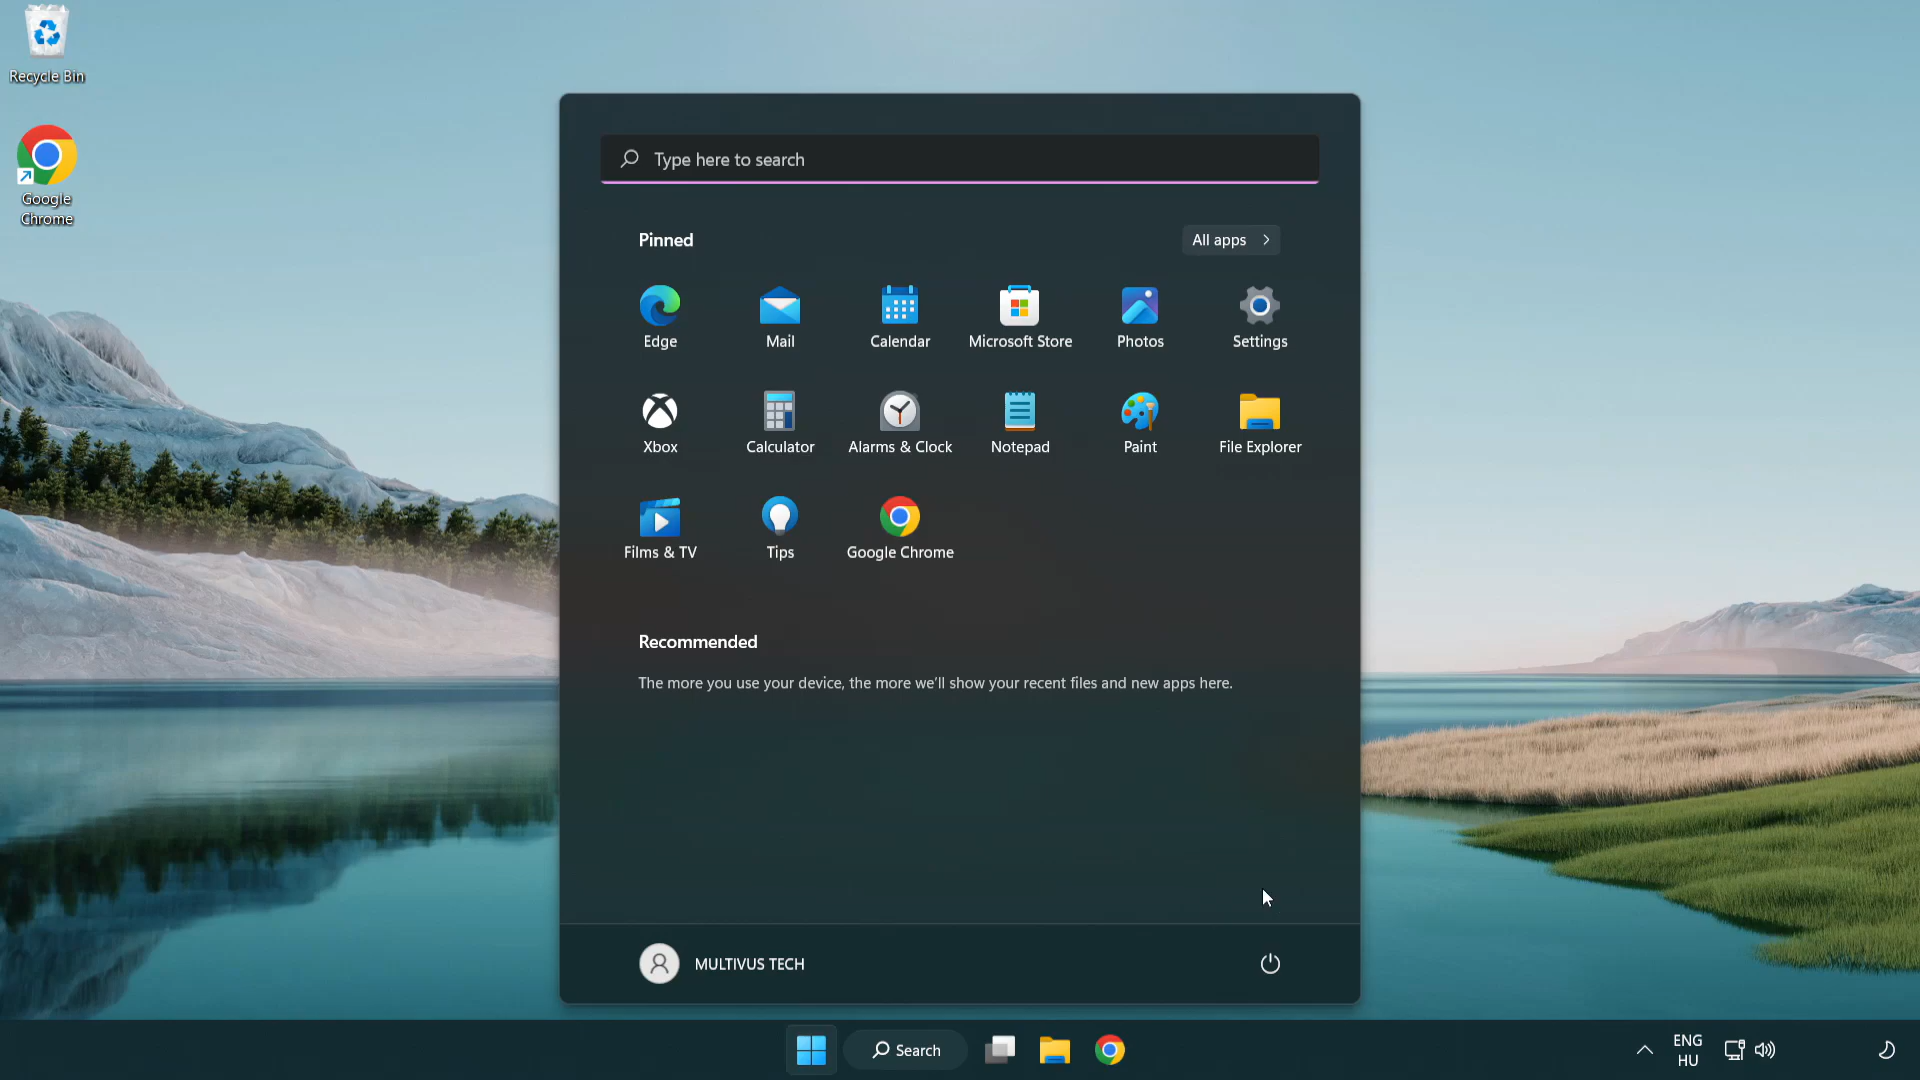 Recycle Bin
Google
Chrome
Type here to search
Pinned
All apps
Edge
Mail
Calendar
Microsoft Store
Photos
Settings
Xbox
Calculator
Alarms & Clock
Notepad
Paint
File Explorer
Films & TV
Tips
Google Chrome
Recommended
The more you use your device, the more we'll show your recent files and new apps here.
MULTIVUS TECH
Search
ENG
HU